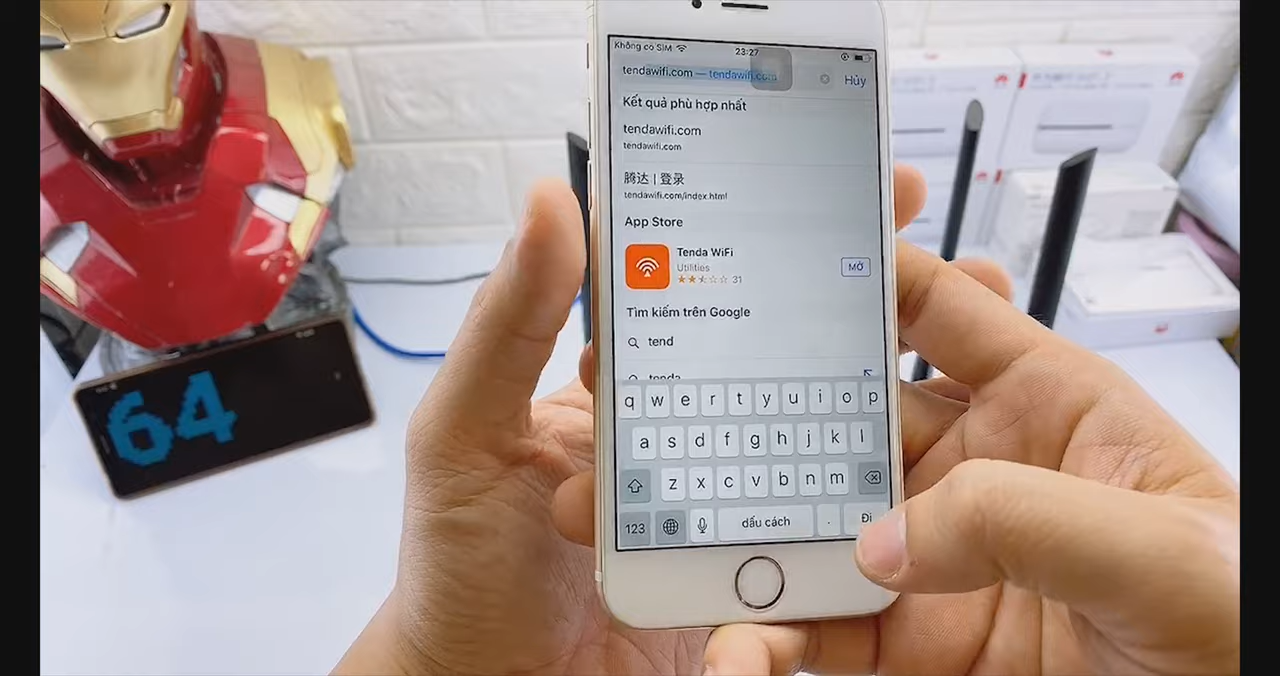 Không có SIM
23:27
tendawifi.com — tendawifi.com
Hủy
Kết quả phù hợp nhất
tendawifi.com
tendawifi.com
腾达 | 登录
tendawifi.com/index.html
App Store
Tenda WiFi
Utilities
31
MỞ
Tìm kiếm trên Google
tend
tenda
q w e r t y u i o p
a s d f g h j k l
z x c v b n m
123
dấu cách
.
Đi
64